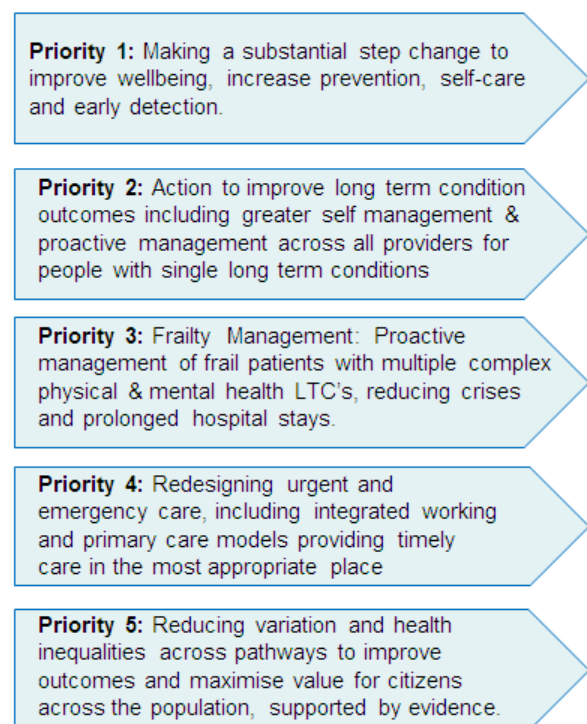 Priority 1: Making a substantial step change to
improve wellbeing, increase prevention, self-care
and early detection.
Priority 2: Action to improve long term condition
outcomes including greater self management &
proactive management across all providers for
people with single long term conditions
Priority 3: Frailty Management: Proactive
management of frail patients with multiple complex
physical & mental health LTC's, reducing crises
and prolonged hospital stays.
Priority 4: Redesigning urgent and
emergency care, including integrated working
and primary care models providing timely
care in the most appropriate place
Priority 5: Reducing variation and health
inequalities across pathways to improve
outcomes and maximise value for citizens
across the population, supported by evidence.